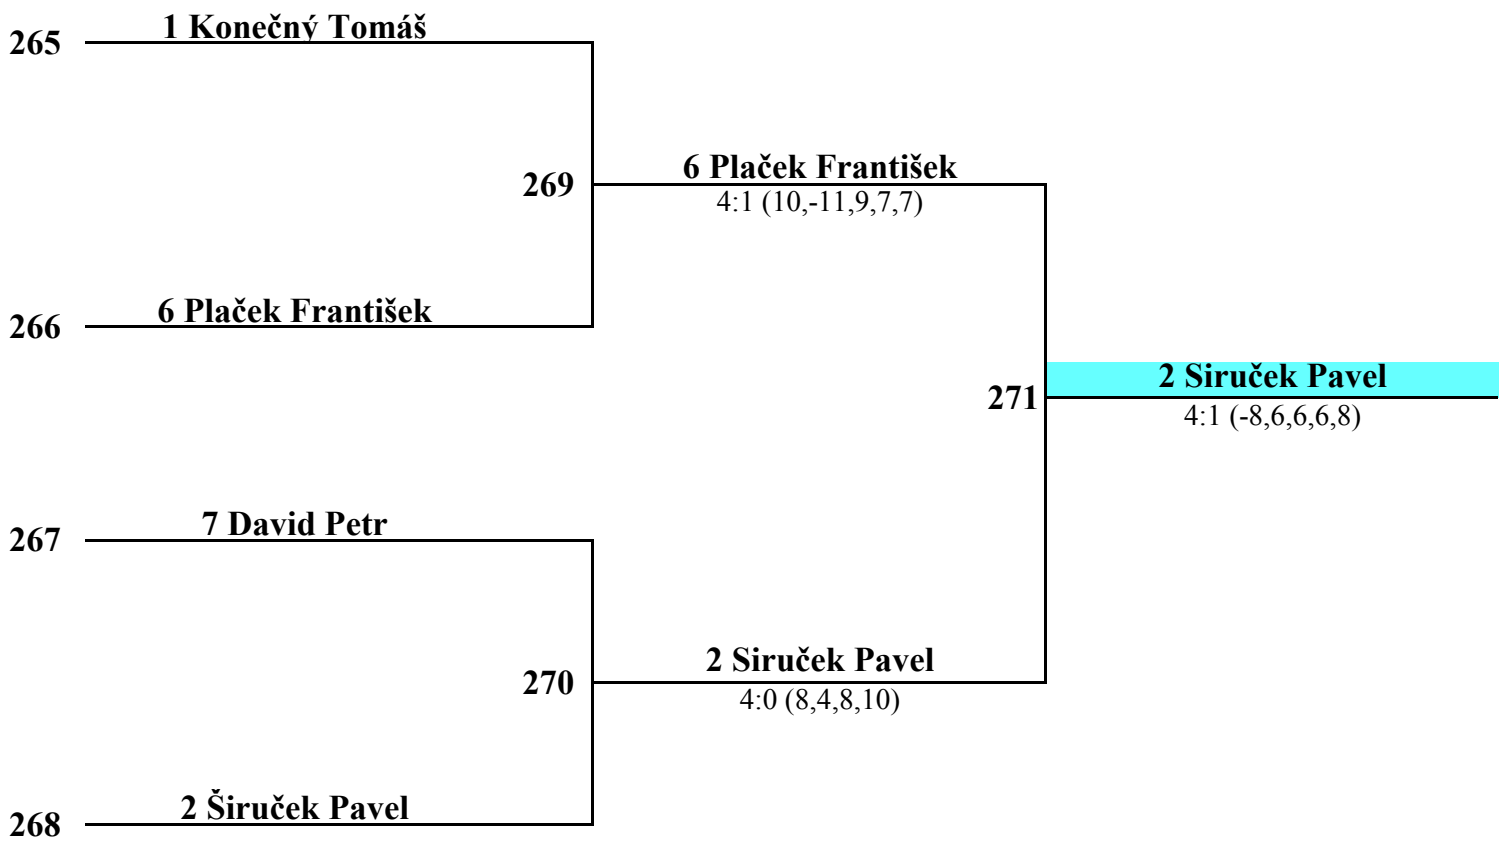 265 1 Konečný Tomáš
269 6 Plaček František
4:1 (10,-11,9,7,7)
266 6 Plaček František
271 2 Siruček Pavel
4:1 (-8,6,6,6,8)
267 7 David Petr
270 2 Siruček Pavel
4:0 (8,4,8,10)
268 2 Širuček Pavel